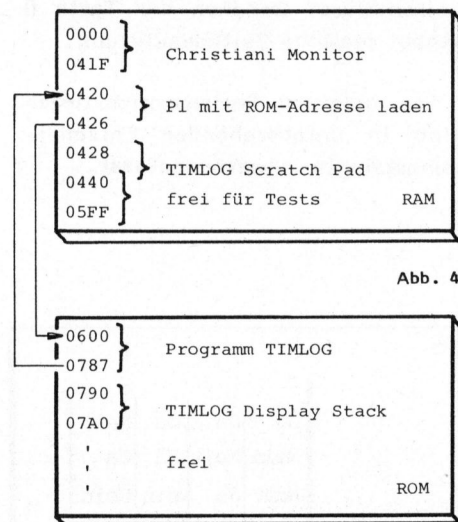 0000
Christiani Monitor
041F
0420
P1 mit ROM-Adresse laden
0426
0428
TIMLOG Scratch Pad
0440
frei für Tests RAM
05FF
Abb. 4
0600
Programm TIMLOG
0787
0790
TIMLOG Display Stack
07A0
frei
ROM